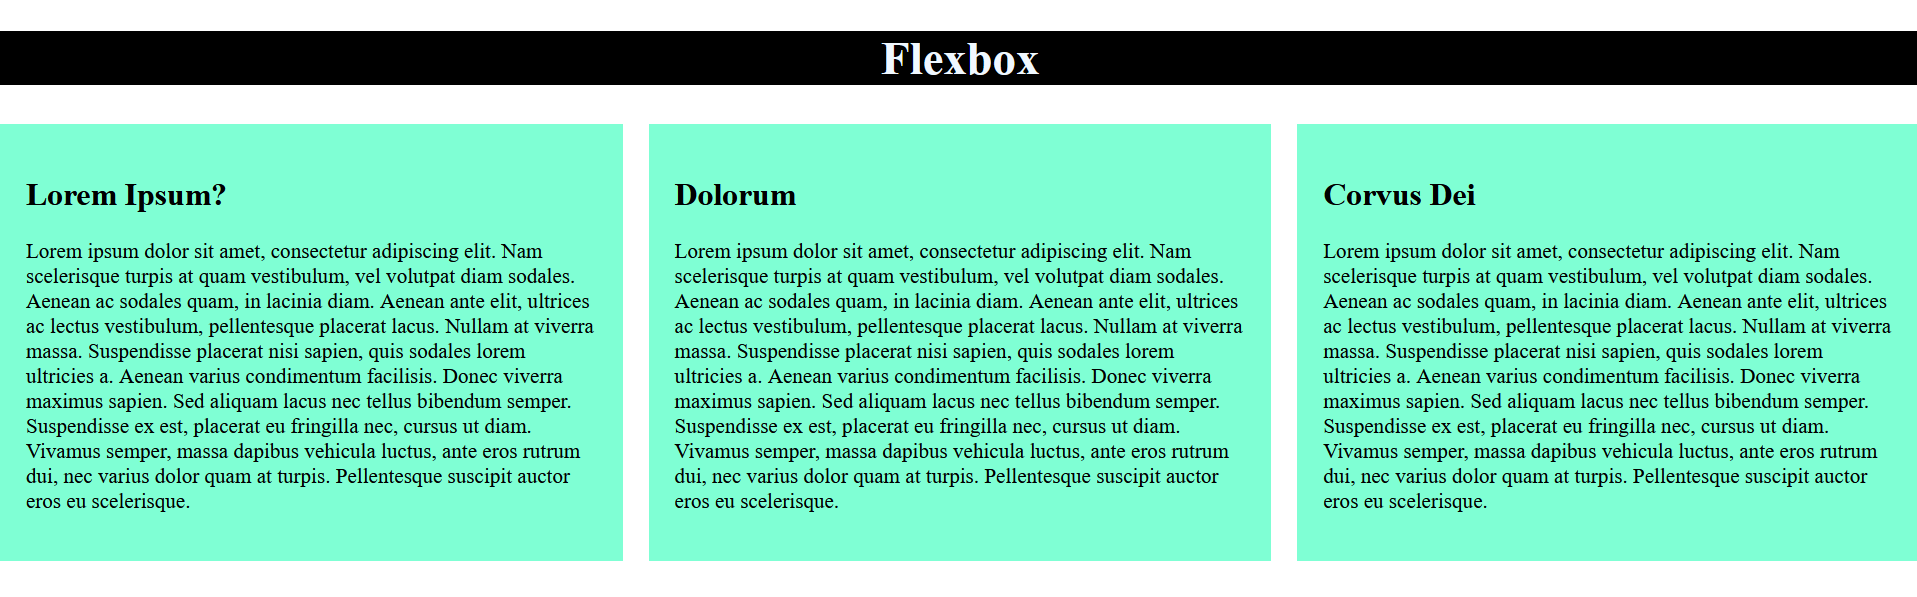 Flexbox
Lorem Ipsum?
Lorem ipsum dolor sit amet, consectetur adipiscing elit. Nam
scelerisque turpis at quam vestibulum, vel volutpat diam sodales.
Aenean ac sodales quam, in lacinia diam. Aenean ante elit, ultrices
ac lectus vestibulum, pellentesque placerat lacus. Nullam at viverra
massa. Suspendisse placerat nisi sapien, quis sodales lorem
ultricies a. Aenean varius condimentum facilisis. Donec viverra
maximus sapien. Sed aliquam lacus nec tellus bibendum semper.
Suspendisse ex est, placerat eu fringilla nec, cursus ut diam.
Vivamus semper, massa dapibus vehicula luctus, ante eros rutrum
dui, nec varius dolor quam at turpis. Pellentesque suscipit auctor
eros eu scelerisque.
Dolorum
Lorem ipsum dolor sit amet, consectetur adipiscing elit. Nam
scelerisque turpis at quam vestibulum, vel volutpat diam sodales.
Aenean ac sodales quam, in lacinia diam. Aenean ante elit, ultrices
ac lectus vestibulum, pellentesque placerat lacus. Nullam at viverra
massa. Suspendisse placerat nisi sapien, quis sodales lorem
ultricies a. Aenean varius condimentum facilisis. Donec viverra
maximus sapien. Sed aliquam lacus nec tellus bibendum semper.
Suspendisse ex est, placerat eu fringilla nec, cursus ut diam.
Vivamus semper, massa dapibus vehicula luctus, ante eros rutrum
dui, nec varius dolor quam at turpis. Pellentesque suscipit auctor
eros eu scelerisque.
Corvus Dei
Lorem ipsum dolor sit amet, consectetur adipiscing elit. Nam
scelerisque turpis at quam vestibulum, vel volutpat diam sodales.
Aenean ac sodales quam, in lacinia diam. Aenean ante elit, ultrices
ac lectus vestibulum, pellentesque placerat lacus. Nullam at viverra
massa. Suspendisse placerat nisi sapien, quis sodales lorem
ultricies a. Aenean varius condimentum facilisis. Donec viverra
maximus sapien. Sed aliquam lacus nec tellus bibendum semper.
Suspendisse ex est, placerat eu fringilla nec, cursus ut diam.
Vivamus semper, massa dapibus vehicula luctus, ante eros rutrum
dui, nec varius dolor quam at turpis. Pellentesque suscipit auctor
eros eu scelerisque.